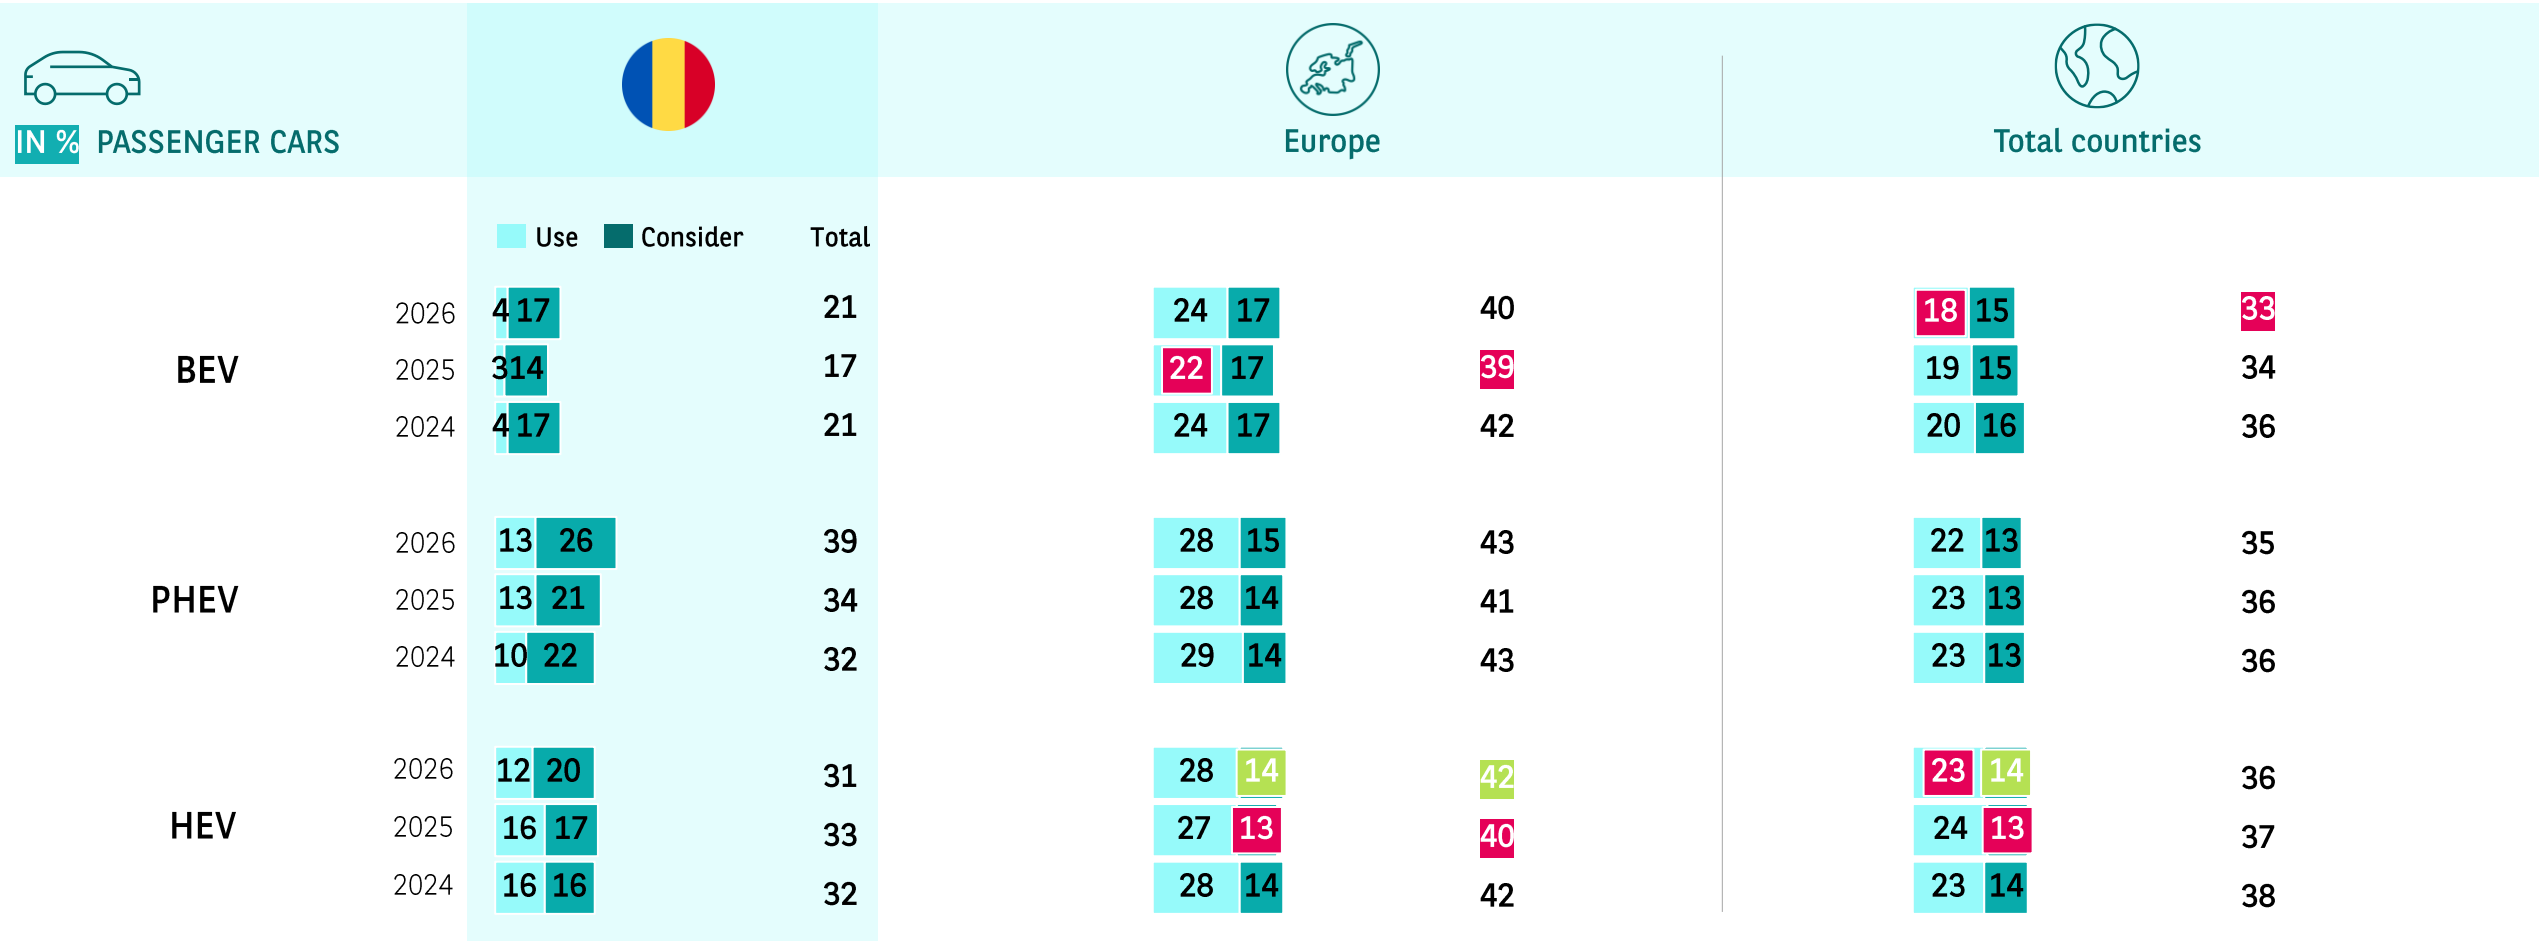 IN % PASSENGER CARS
Europe
Total countries
Use Consider Total
BEV
2026 4 17 21 24 17 40 18 15 33
2025 3 14 17 22 17 39 19 15 34
2024 4 17 21 24 17 42 20 16 36
PHEV
2026 13 26 39 28 15 43 22 13 35
2025 13 21 34 28 14 41 23 13 36
2024 10 22 32 29 14 43 23 13 36
HEV
2026 12 20 31 28 14 42 23 14 36
2025 16 17 33 27 13 40 24 13 37
2024 16 16 32 28 14 42 23 14 38